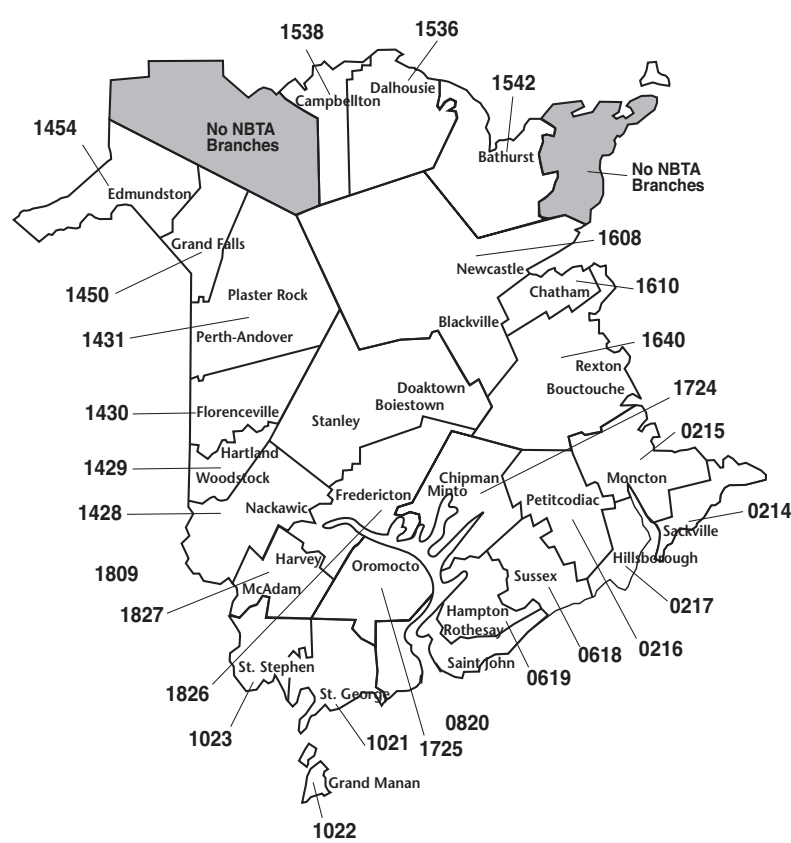 1538
1536
Dalhousie
Campbellton
1542
1454
No NBTA
Branches
Bathurst
No NBTA
Branches
Edmundston
1608
Grand Falls
Newcastle
1450
1610
Chatham
Plaster Rock
Blackville
1431
Perth-Andover
1640
Rexton
Bouctouche
1724
Doaktown
Boiestown
1430
Florenceville
Stanley
0215
Hartland
1429
Woodstock
Chipman
Minto
Moncton
Fredericton
Petitcodiac
1428
Nackawic
0214
Sackville
Harvey
Hillsborough
1809
Oromocto
Sussex
McAdam
0217
1827
Hampton
Rothesay
0618
0216
Saint John
St. Stephen
0619
1826
St. George
0820
1023
1021
1725
Grand Manan
1022